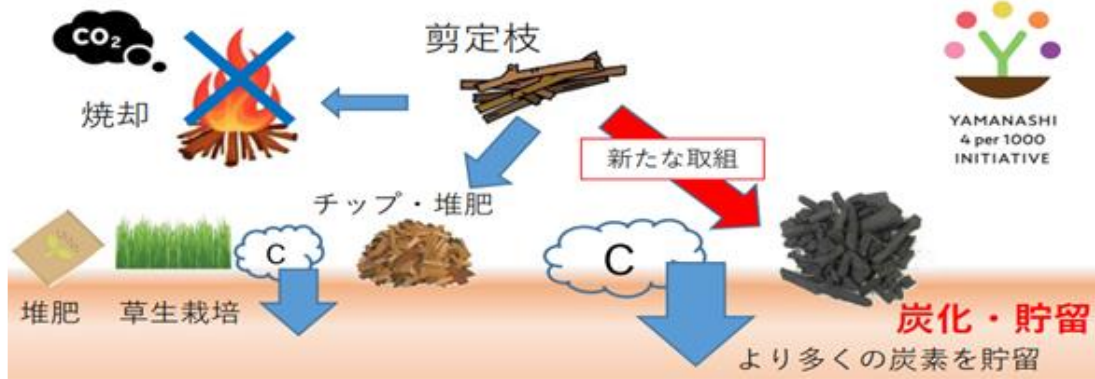 CO₂
剪定枝
焼却
新たな取組
YAMANASHI
4 per 1000
INITIATIVE
チップ・堆肥
C
C
堆肥
草生栽培
炭化・貯留
より多くの炭素を貯留